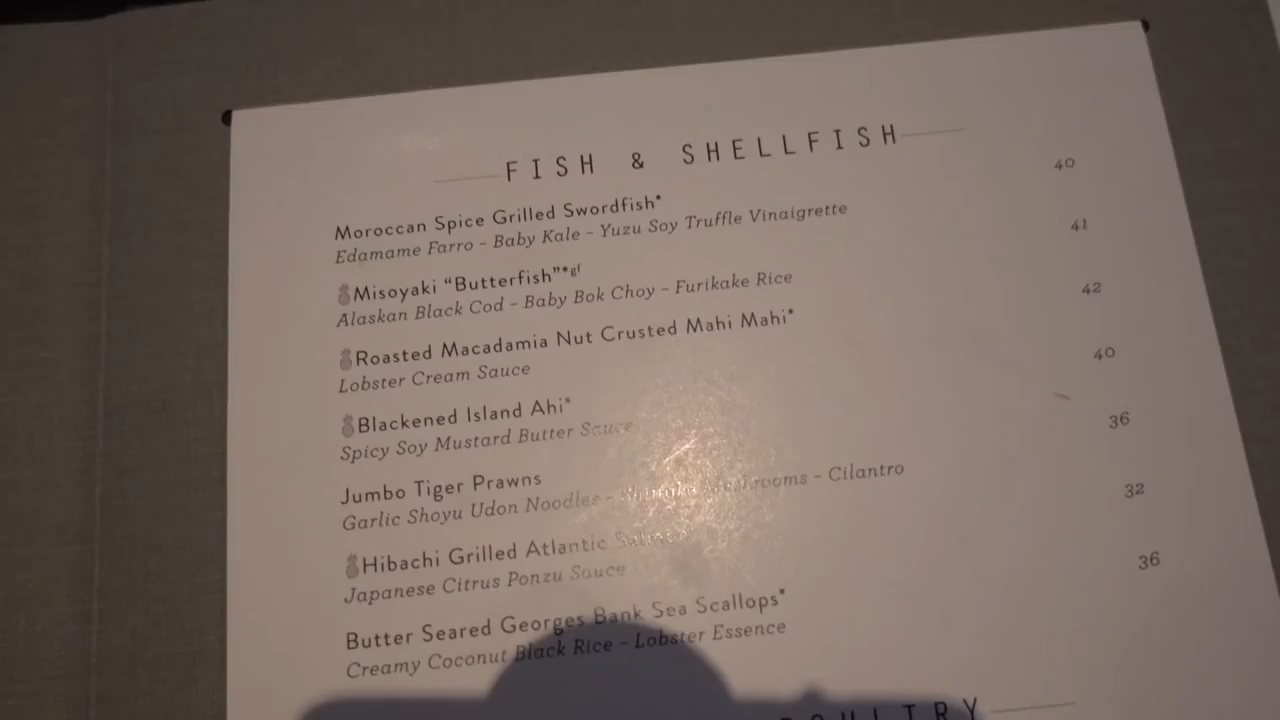 FISH & SHELLFISH
Moroccan Spice Grilled Swordfish* 40
Edamame Farro - Baby Kale - Yuzu Soy Truffle Vinaigrette
Misoyaki "Butterfish"*gf 41
Alaskan Black Cod - Baby Bok Choy - Furikake Rice
Roasted Macadamia Nut Crusted Mahi Mahi* 42
Lobster Cream Sauce
Blackened Island Ahi* 40
Spicy Soy Mustard Butter Sauce
Jumbo Tiger Prawns 36
Garlic Shoyu Udon Noodles - Shiitake Mushrooms - Cilantro
Hibachi Grilled Atlantic Salmon 32
Japanese Citrus Ponzu Sauce
Butter Seared Georges Bank Sea Scallops* 36
Creamy Coconut Black Rice - Lobster Essence
POULTRY